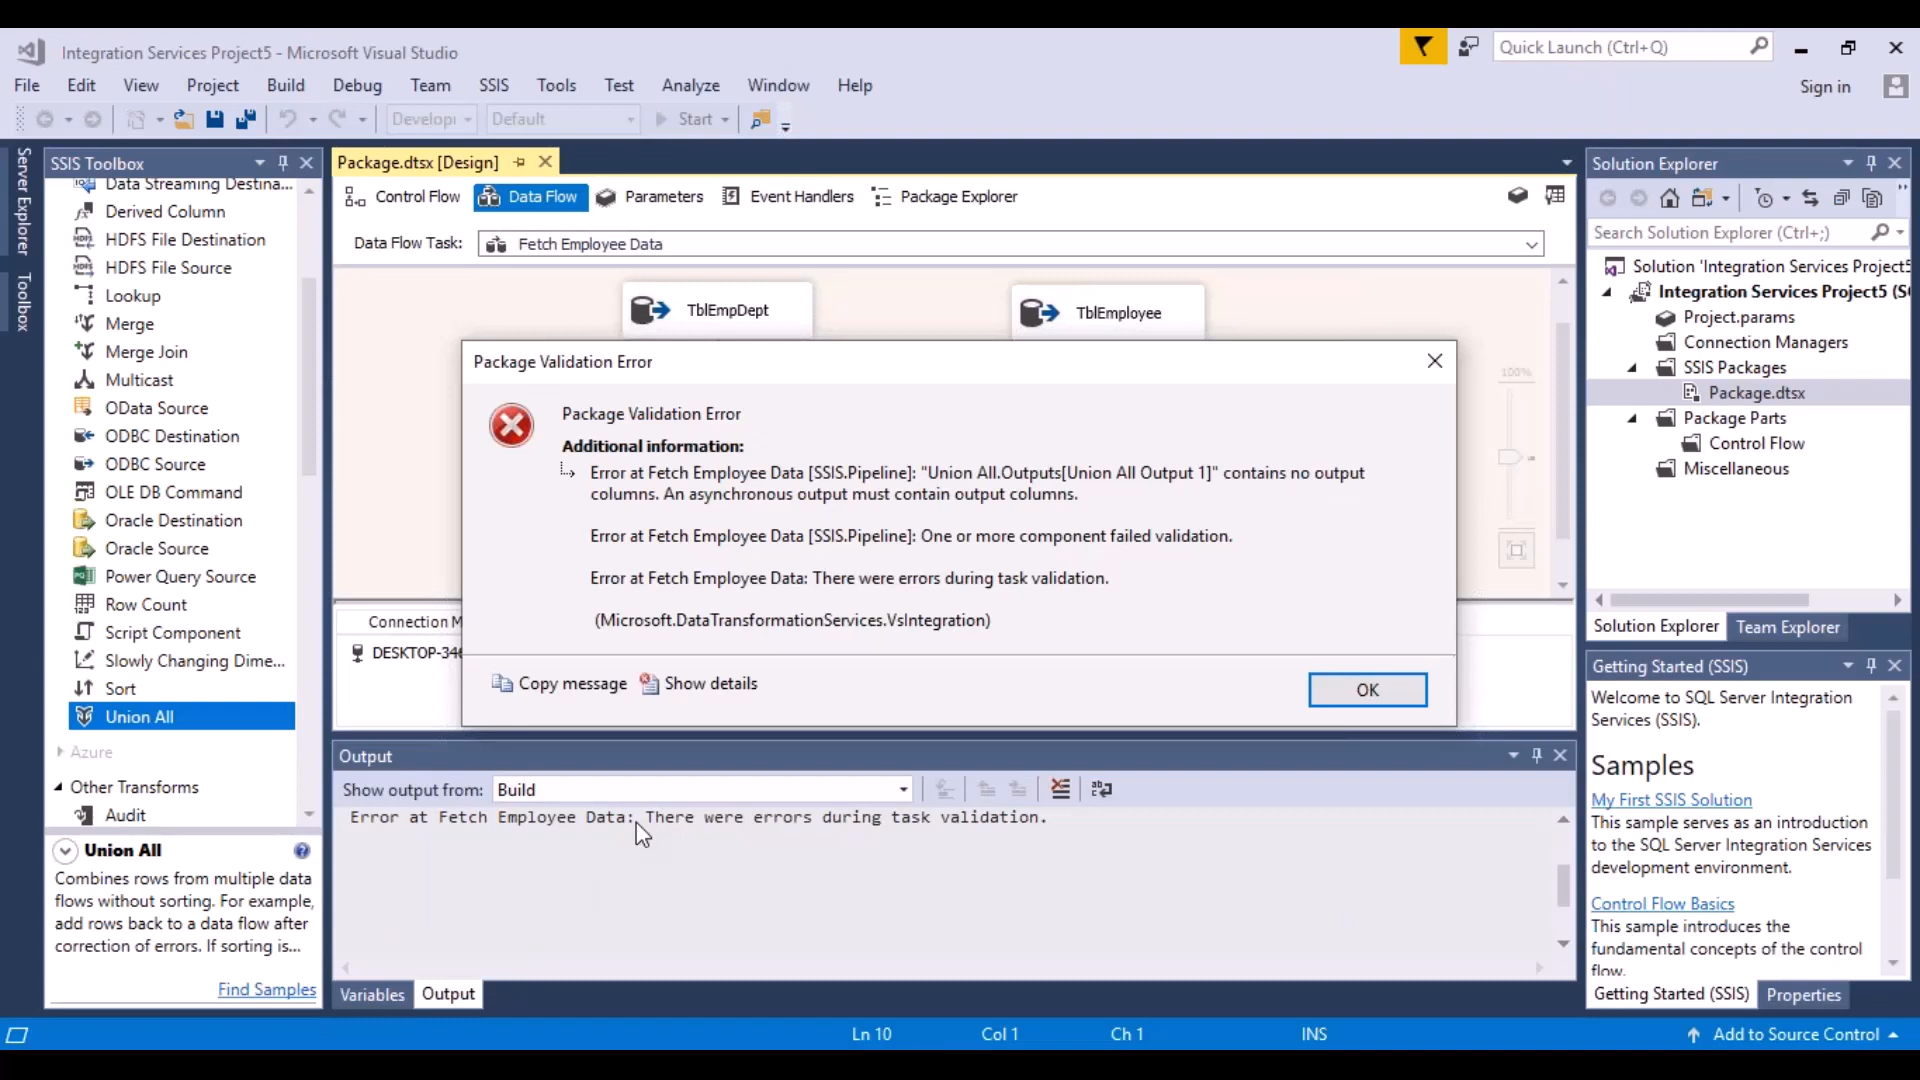 Integration Services Project5 - Microsoft Visual Studio
Quick Launch (Ctrl+Q)
File Edit View Project Build Debug Team SSIS Tools Test Analyze Window Help
Sign in
Developi Default Start
Server Explorer
Toolbox
SSIS Toolbox
Data Streaming Destina...
Derived Column
HDFS File Destination
HDFS File Source
Lookup
Merge
Merge Join
Multicast
OData Source
ODBC Destination
ODBC Source
OLE DB Command
Oracle Destination
Oracle Source
Power Query Source
Row Count
Script Component
Slowly Changing Dime...
Sort
Union All
Azure
Other Transforms
Audit
Union All
Combines rows from multiple data
flows without sorting. For example,
add rows back to a data flow after
correction of errors. If sorting is...
Find Samples
Package.dtsx [Design]
Control Flow Data Flow Parameters Event Handlers Package Explorer
Data Flow Task: Fetch Employee Data
TblEmpDept
TblEmployee
100%
Package Validation Error
Package Validation Error
Additional information:
Error at Fetch Employee Data [SSIS.Pipeline]: "Union All.Outputs[Union All Output 1]" contains no output
columns. An asynchronous output must contain output columns.
Error at Fetch Employee Data [SSIS.Pipeline]: One or more component failed validation.
Error at Fetch Employee Data: There were errors during task validation.
(Microsoft.DataTransformationServices.VsIntegration)
Copy message Show details OK
Connection M
DESKTOP-346
Output
Show output from: Build
Error at Fetch Employee Data: There were errors during task validation.
Variables Output
Solution Explorer
Search Solution Explorer (Ctrl+;)
Solution 'Integration Services Project5
Integration Services Project5 (S
Project.params
Connection Managers
SSIS Packages
Package.dtsx
Package Parts
Control Flow
Miscellaneous
Solution Explorer Team Explorer
Getting Started (SSIS)
Welcome to SQL Server Integration
Services (SSIS).
Samples
My First SSIS Solution
This sample serves as an introduction
to the SQL Server Integration Services
development environment.
Control Flow Basics
This sample introduces the
fundamental concepts of the control
flow.
Getting Started (SSIS) Properties
Ln 10 Col 1 Ch 1 INS Add to Source Control